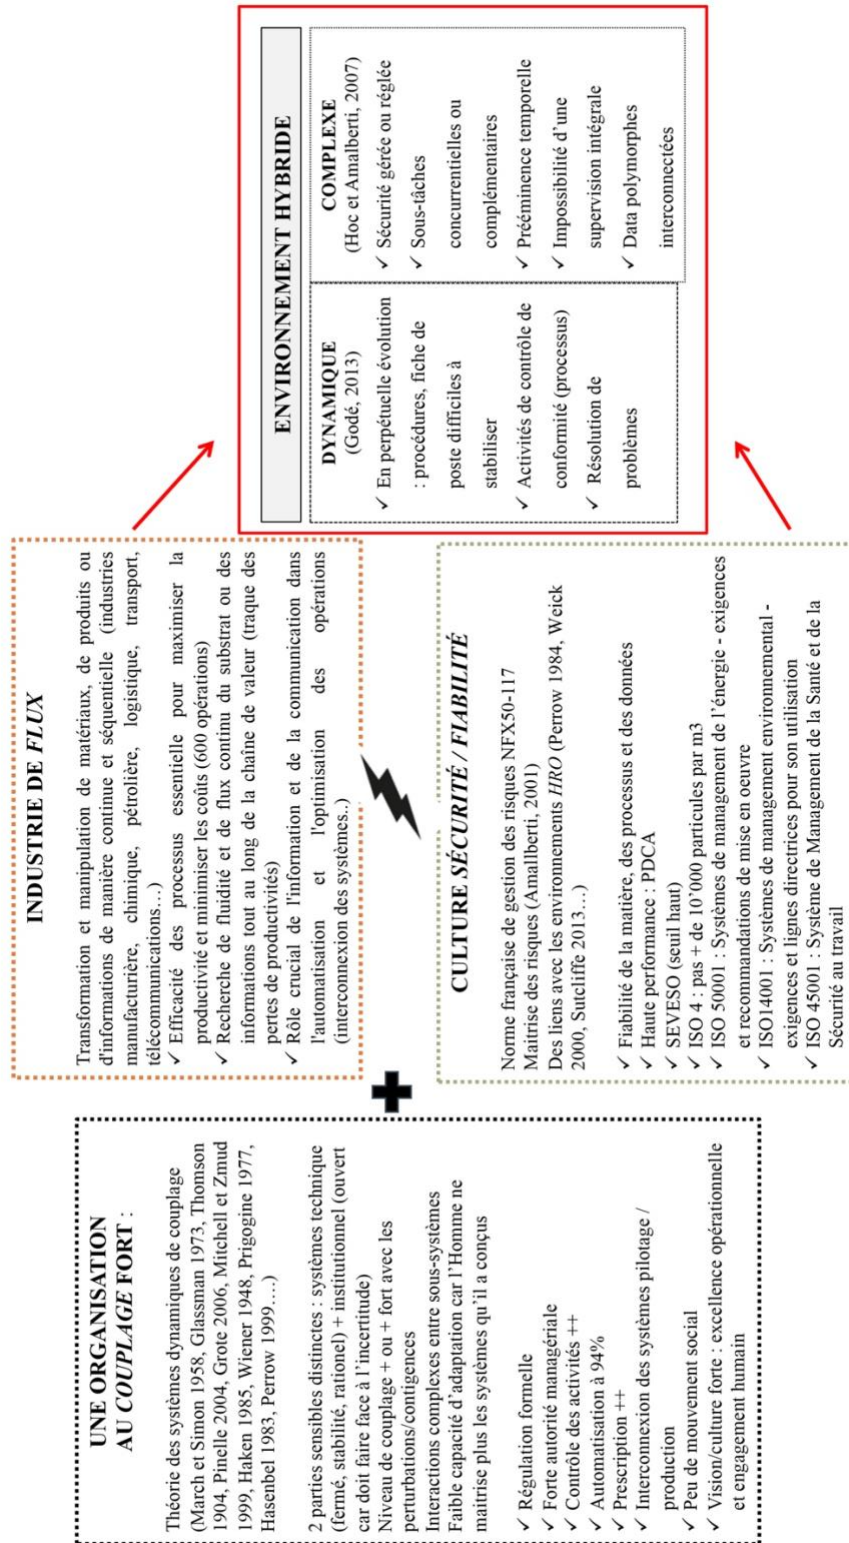 UNE ORGANISATION
AU COUPLAGE FORT :
Théorie des systèmes dynamiques de couplage
(March et Simon 1958, Glassman 1973, Thomson
1904, Pinelle 2004, Grote 2006, Mitchell et Zmud
1999, Haken 1985, Wiener 1948, Prigogine 1977,
Hasenbel 1983, Perrow 1999….)
2 parties sensibles distinctes : systèmes technique
(fermé, stabilité, rationel) + institutionnel (ouvert
car doit faire face à l’incertitude)
Niveau de couplage + ou + fort avec les
perturbations/contigences
Interactions complexes entre sous-systèmes
Faible capacité d’adaptation car l’Homme ne
maitrise plus les systèmes qu’il a conçus
✓ Régulation formelle
✓ Forte autorité managériale
✓ Contrôle des activités ++
✓ Automatisation à 94%
✓ Prescription ++
✓ Interconnexion des systèmes pilotage /
production
✓ Peu de mouvement social
✓ Vision/culture forte : excellence opérationnelle
et engagement humain
INDUSTRIE DE FLUX
Transformation et manipulation de matériaux, de produits ou
d'informations de manière continue et séquentielle (industries
manufacturière, chimique, pétrolière, logistique, transport,
télécommunications…)
✓ Efficacité des processus essentielle pour maximiser la
productivité et minimiser les coûts (600 opérations)
✓ Recherche de fluidité et de flux continu du substrat ou des
informations tout au long de la chaîne de valeur (traque des
pertes de productivités)
✓ Rôle crucial de l'information et de la communication dans
l'automatisation et l'optimisation des opérations
(interconnexion des systèmes..)
CULTURE SÉCURITÉ / FIABILITÉ
Norme française de gestion des risques NFX50-117
Maitrise des risques (Amallberti, 2001)
Des liens avec les environnements HRO (Perrow 1984, Weick
2000, Sutcliffe 2013…)
✓ Fiabilité de la matière, des processus et des données
✓ Haute performance : PDCA
✓ SEVESO (seuil haut)
✓ ISO 4 : pas + de 10’000 particules par m3
✓ ISO 50001 : Systèmes de management de l’énergie - exigences
et recommandations de mise en oeuvre
✓ ISO14001 : Systèmes de management environnemental -
exigences et lignes directrices pour son utilisation
✓ ISO 45001 : Système de Management de la Santé et de la
Sécurité au travail
ENVIRONNEMENT HYBRIDE
DYNAMIQUE
(Godé, 2013)
✓ En perpétuelle évolution
: procédures, fiche de
poste difficiles à
stabiliser
✓ Activités de contrôle de
conformité (processus)
✓ Résolution de
problèmes
COMPLEXE
(Hoc et Amalberti, 2007)
✓ Sécurité gérée ou réglée
✓ Sous-tâches
concurrentielles ou
complémentaires
✓ Prééminence temporelle
✓ Impossibilité d’une
supervision intégrale
✓ Data polymorphes
interconnectées